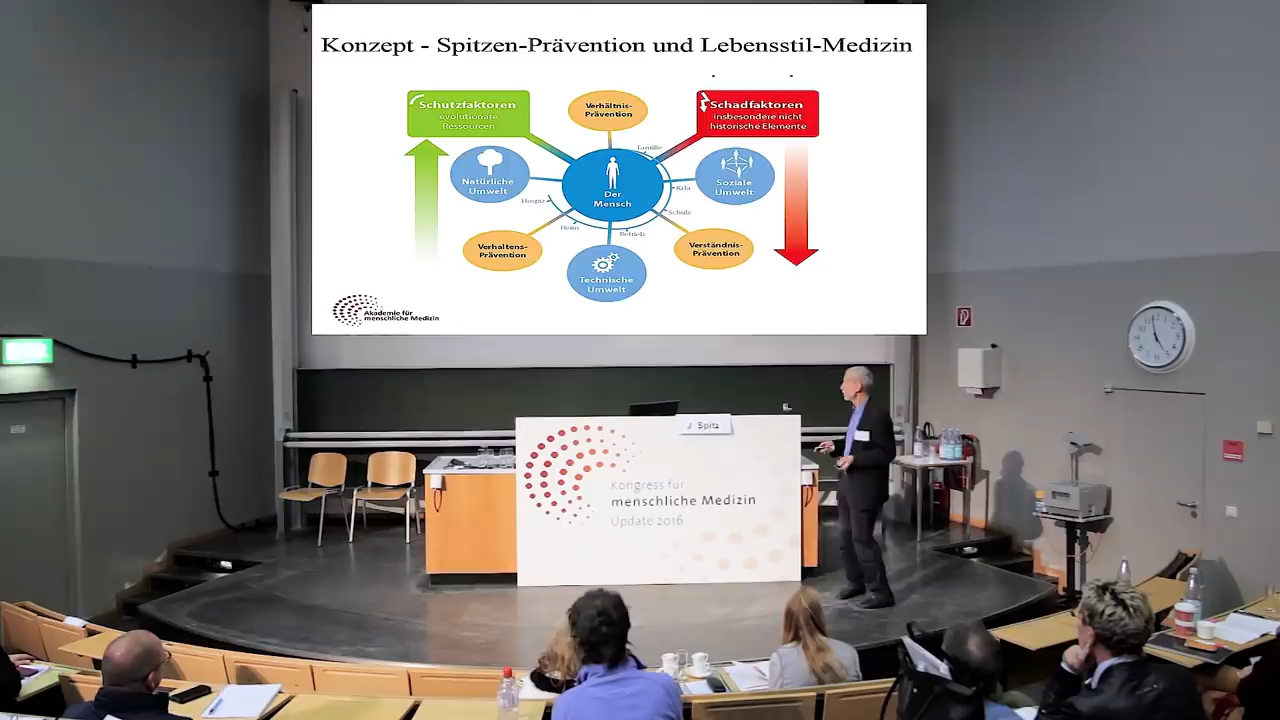 Konzept - Spitzen-Prävention und Lebensstil-Medizin
Schutzfaktoren
evolutionäre
Ressourcen
Verhältnis-
Prävention
Schadfaktoren
insbesondere nicht
historische Elemente
Familie
Natürliche
Umwelt
Der
Mensch
Soziale
Umwelt
Kita
Hospiz
Schule
Heim
Betrieb
Verhaltens-
Prävention
Verständnis-
Prävention
Technische
Umwelt
Akademie für
menschliche Medizin
J. Spitz
Kongress für
menschliche Medizin
Update 2016